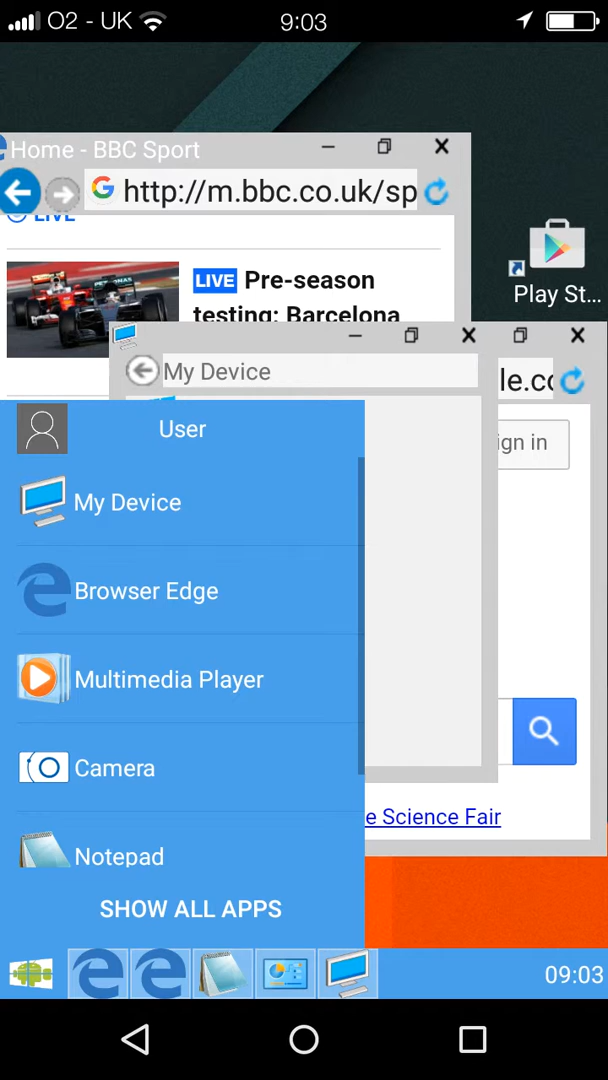 O2 - UK 9:03
Home - BBC Sport
http://m.bbc.co.uk/sp
LIVE
LIVE Pre-season
testing: Barcelona
Play St...
My Device
le.co
User
ign in
My Device
Browser Edge
Multimedia Player
Camera
e Science Fair
Notepad
SHOW ALL APPS
09:03